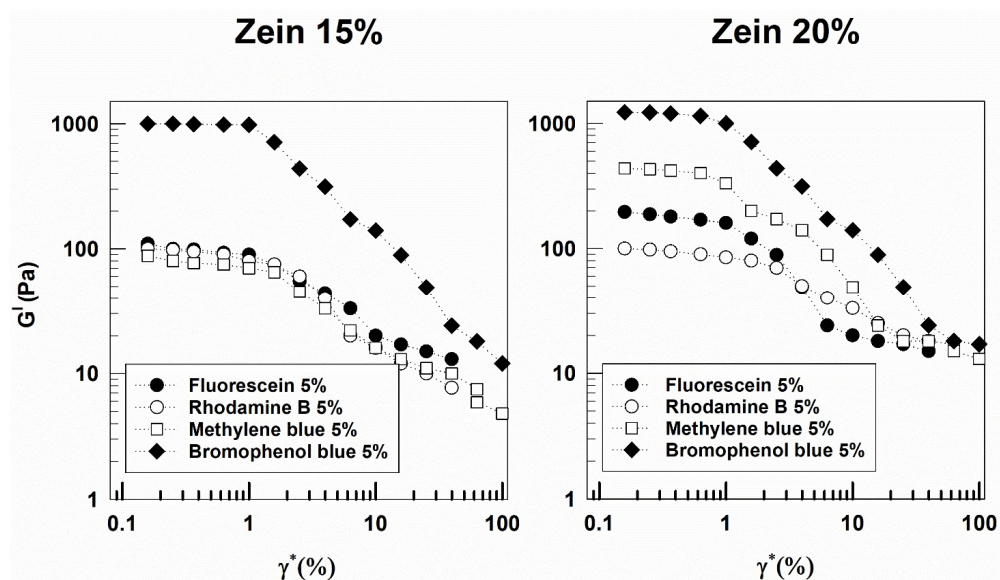 Zein 15%
Zein 20%
1000
100
10
1
G' (Pa)
Fluorescein 5%
Rhodamine B 5%
Methylene blue 5%
Bromophenol blue 5%
0.1
1
10
100
γ*(%)
1000
100
10
1
Fluorescein 5%
Rhodamine B 5%
Methylene blue 5%
Bromophenol blue 5%
0.1
1
10
100
γ*(%)